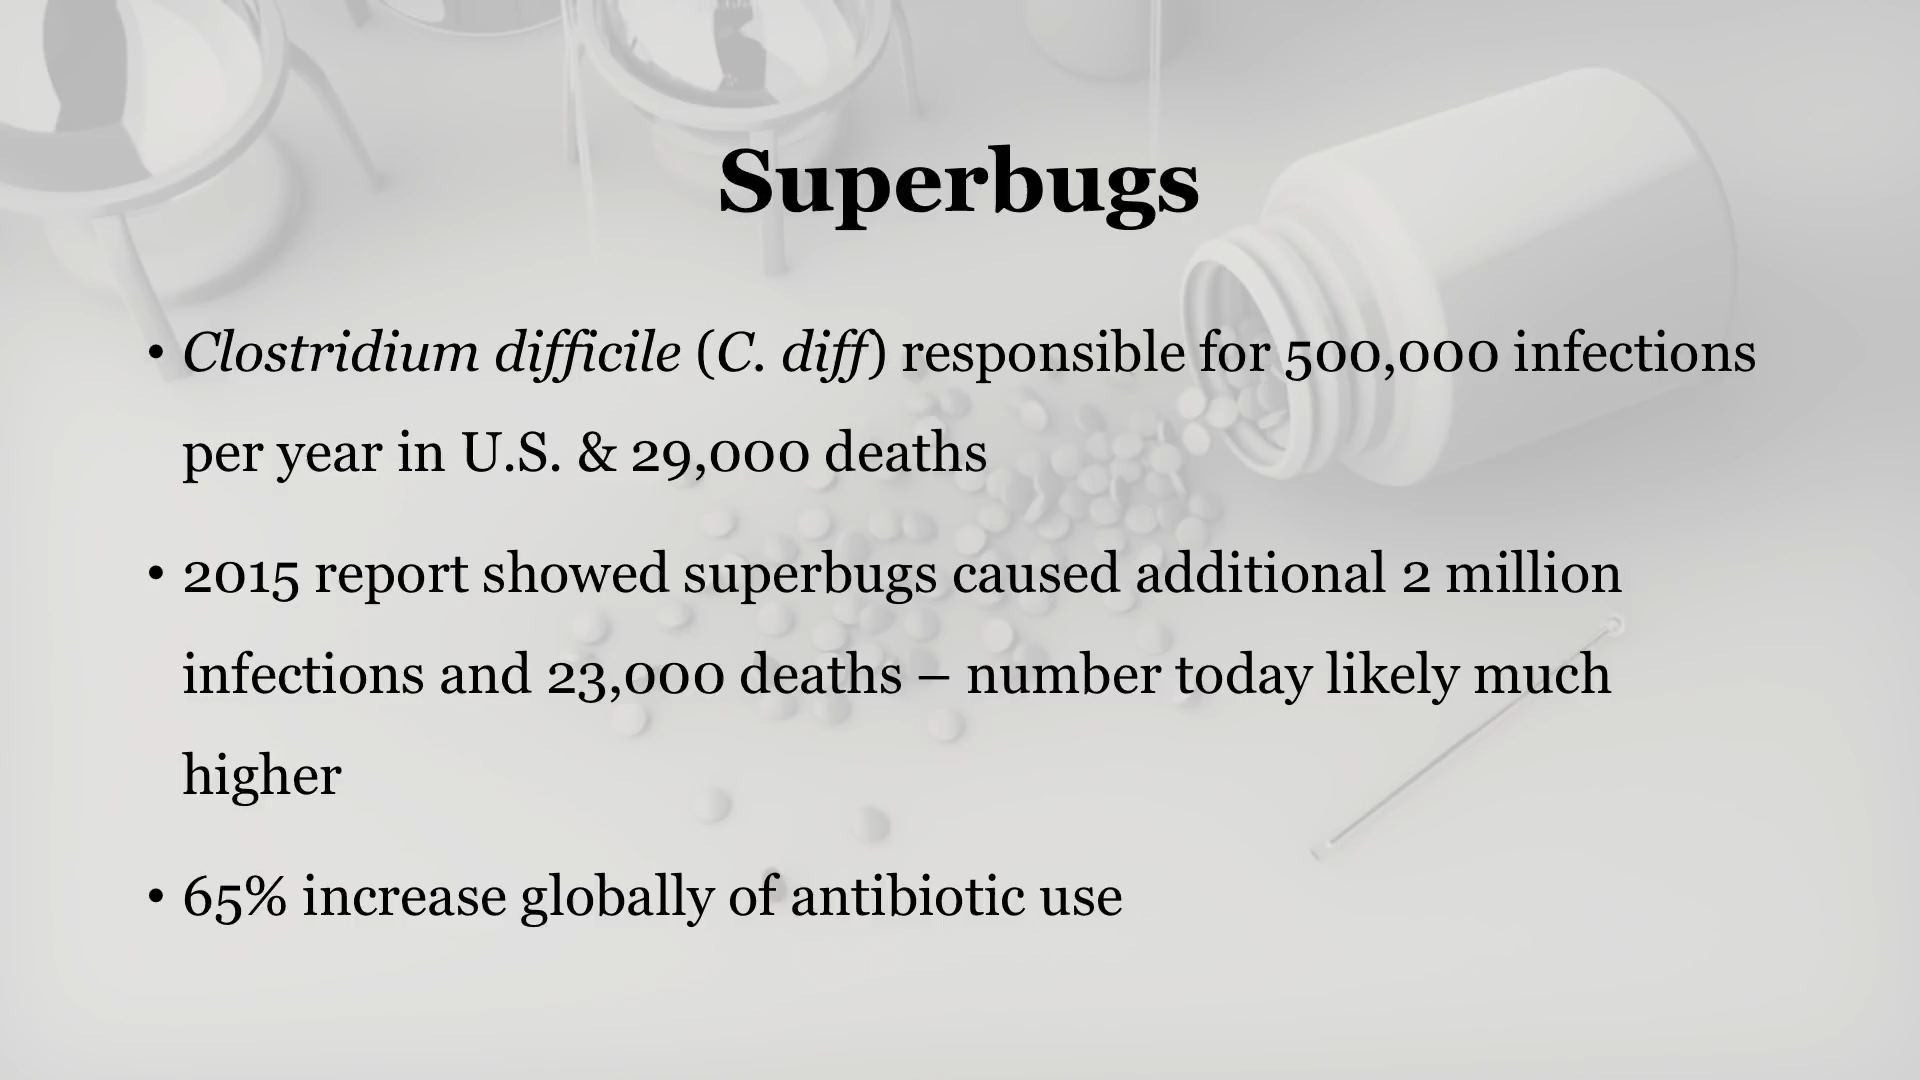 Superbugs
• Clostridium difficile (C. diff) responsible for 500,000 infections
per year in U.S. & 29,000 deaths
• 2015 report showed superbugs caused additional 2 million
infections and 23,000 deaths – number today likely much
higher
• 65% increase globally of antibiotic use